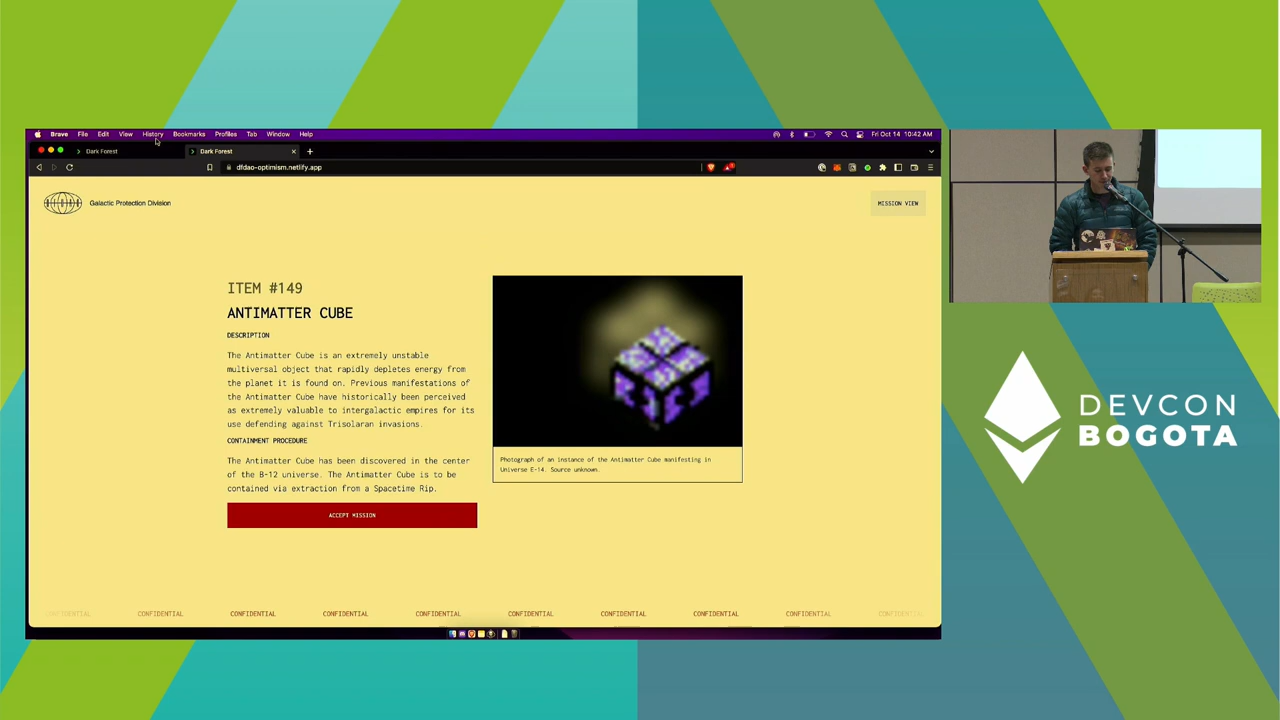 Brave File Edit View History Bookmarks Profiles Tab Window Help
Fri Oct 14 10:42 AM
Dark Forest
Dark Forest
dfdao-optimism.netlify.app
Galactic Protection Division
MISSION VIEW
ITEM #149
ANTIMATTER CUBE
DESCRIPTION
The Antimatter Cube is an extremely unstable
multiversal object that rapidly depletes energy from
the planet it is found on. Previous manifestations of
the Antimatter Cube have historically been perceived
as extremely valuable to intergalactic empires for its
use defending against Trisolaran invasions.
CONTAINMENT PROCEDURE
The Antimatter Cube has been discovered in the center
of the B-12 universe. The Antimatter Cube is to be
contained via extraction from a Spacetime Rip.
ACCEPT MISSION
Photograph of an instance of the Antimatter Cube manifesting in
Universe E-14. Source unknown.
CONFIDENTIAL CONFIDENTIAL CONFIDENTIAL CONFIDENTIAL CONFIDENTIAL CONFIDENTIAL CONFIDENTIAL CONFIDENTIAL CONFIDENTIAL CONFIDENTIAL
DEVCON
BOGOTA